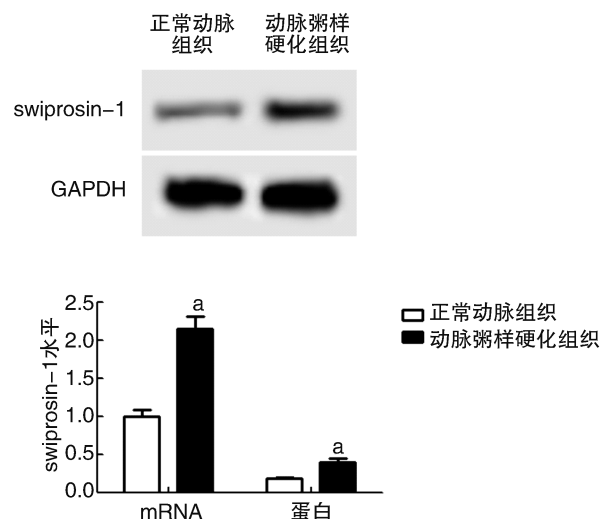 正常动脉
组织
动脉粥样
硬化组织
swiprosin−1
GAPDH
swiprosin−1水平
2.5
2.0
1.5
1.0
0.5
0.0
a
a
mRNA
蛋白
正常动脉组织
动脉粥样硬化组织